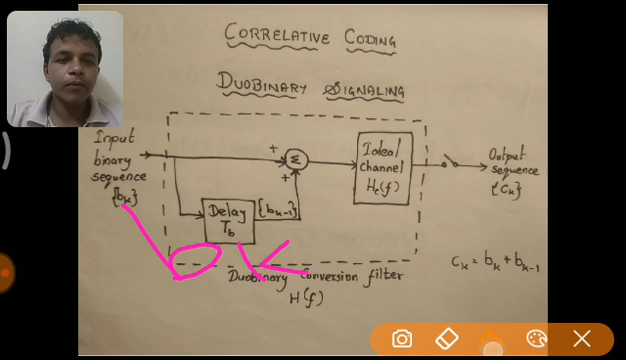 CORRELATIVE CODING
DUOBINARY SIGNALING
Input
binary
sequence
{bk}
+
+
Σ
Delay
Tb
{bk-1}
Ideal
channel
Hc(f)
Output
sequence
{Ck}
Ck = bk + bk-1
Duobinary Conversion filter
H(f)